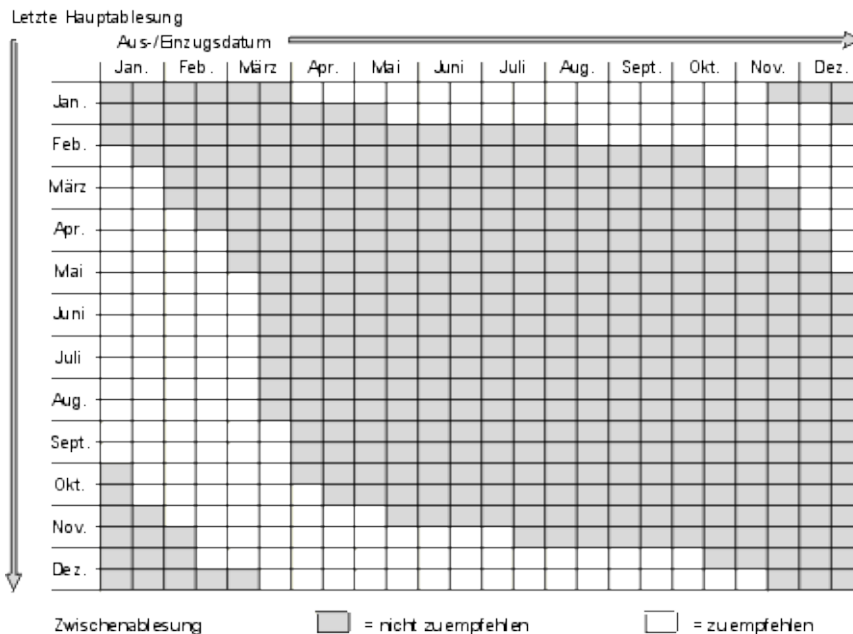 Letzte Hauptablesung
Aus-/Einzugsdatum
Jan. Feb. März Apr. Mai Juni Juli Aug. Sept. Okt. Nov. Dez.
Jan.
Feb.
März
Apr.
Mai
Juni
Juli
Aug.
Sept.
Okt.
Nov.
Dez.
Zwischenablesung = nicht zu empfehlen = zu empfehlen